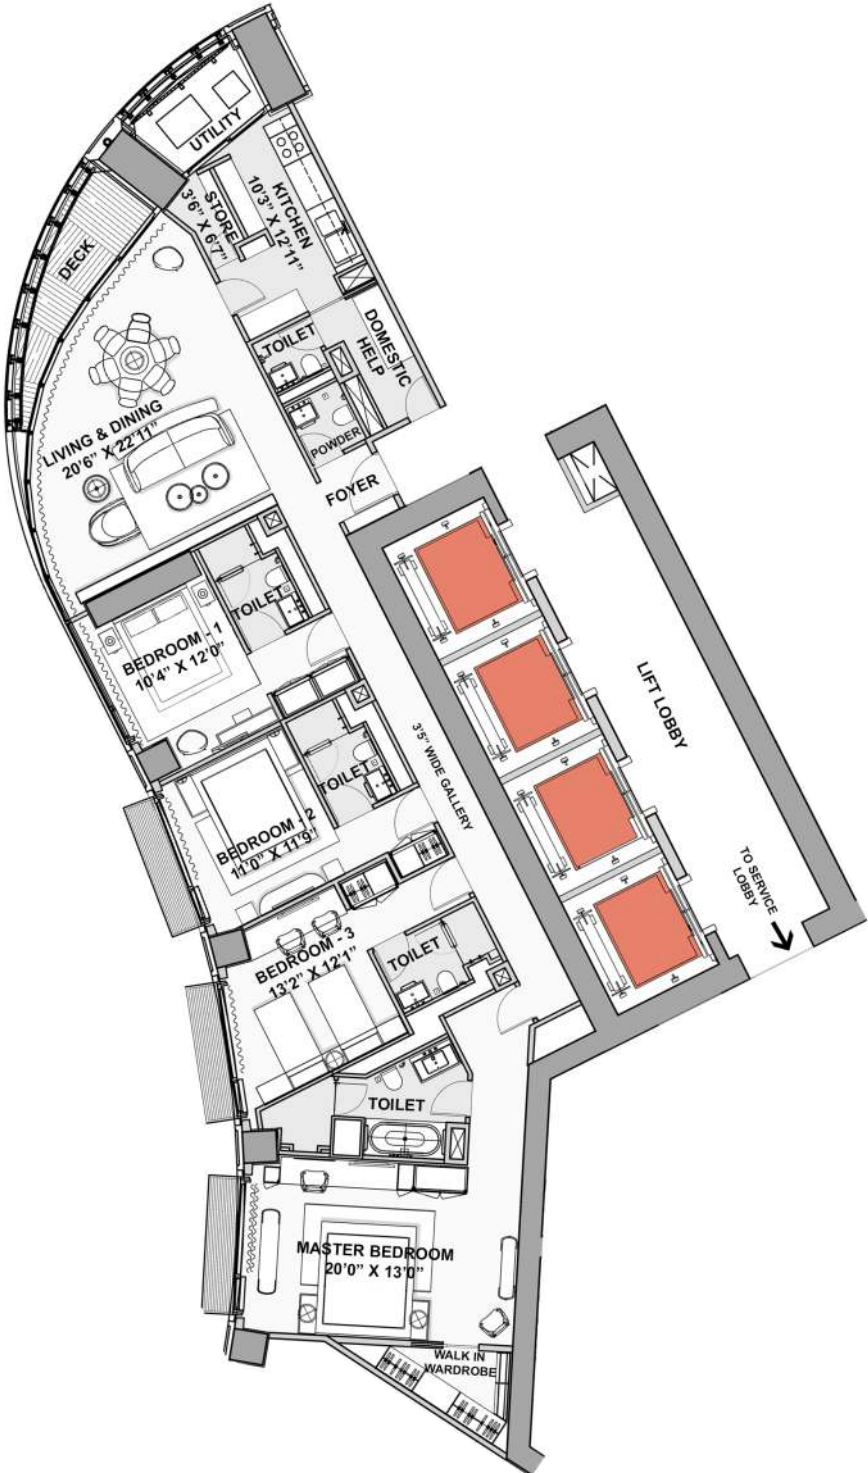 UTILITY
KITCHEN
10'3" X 12'11"
STORE
3'6" X 6'7"
DECK
TOILET
DOMESTIC
HELP
LIVING & DINING
20'6" X 22'11"
POWDER
FOYER
TOILET
BEDROOM - 1
10'4" X 12'0"
LIFT LOBBY
3'5" WIDE GALLERY
TOILET
BEDROOM - 2
11'0" X 11'9"
TO SERVICE
LOBBY
BEDROOM - 3
13'2" X 12'1"
TOILET
TOILET
MASTER BEDROOM
20'0" X 13'0"
WALK IN
WARDROBE